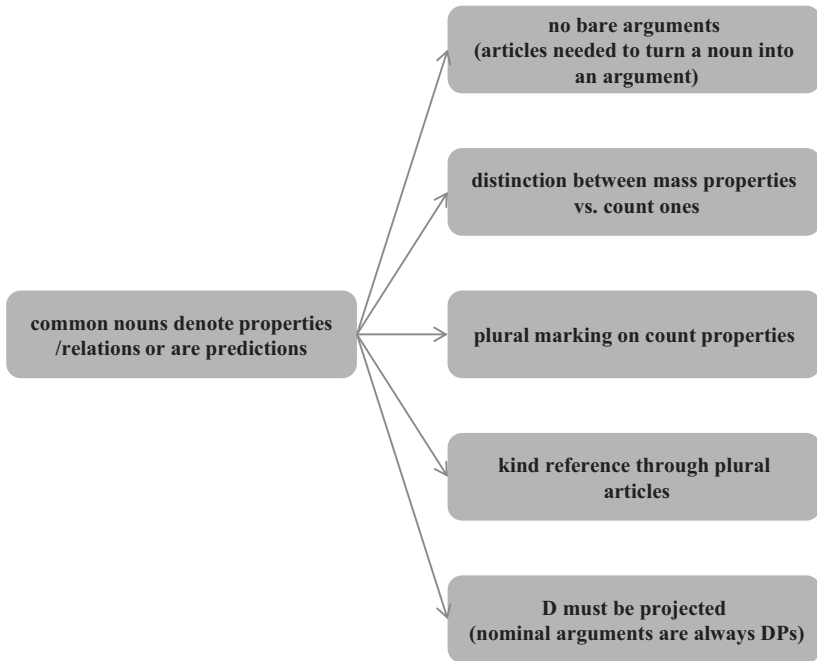 no bare arguments
(articles needed to turn a noun into
an argument)
distinction between mass properties
vs. count ones
common nouns denote properties
/relations or are predictions
plural marking on count properties
kind reference through plural
articles
D must be projected
(nominal arguments are always DPs)